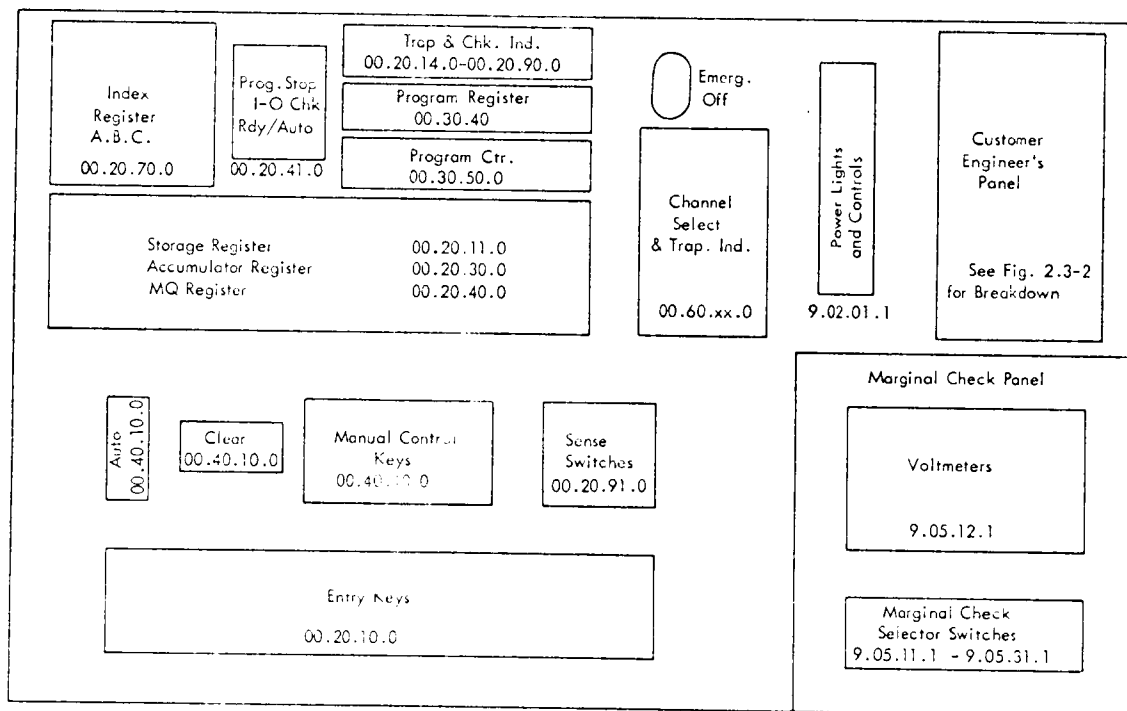 Index
Register
A.B.C.
00.20.70.0
Prog. Stop
I-O Chk
Rdy/Auto
00.20.41.0
Trap & Chk. Ind.
00.20.14.0-00.20.90.0
Program Register
00.30.40
Program Ctr.
00.30.50.0
Storage Register 00.20.11.0
Accumulator Register 00.20.30.0
MQ Register 00.20.40.0
Emerg.
Off
Channel
Select
& Trap. Ind.
00.60.xx.0
Power Lights
and Controls
9.02.01.1
Customer
Engineer's
Panel
See Fig. 2.3-2
for Breakdown
Auto
00.40.10.0
Clear
00.40.10.0
Manual Control
Keys
00.40.10.0
Sense
Switches
00.20.91.0
Entry Keys
00.20.10.0
Marginal Check Panel
Voltmeters
9.05.12.1
Marginal Check
Selector Switches
9.05.11.1 - 9.05.31.1